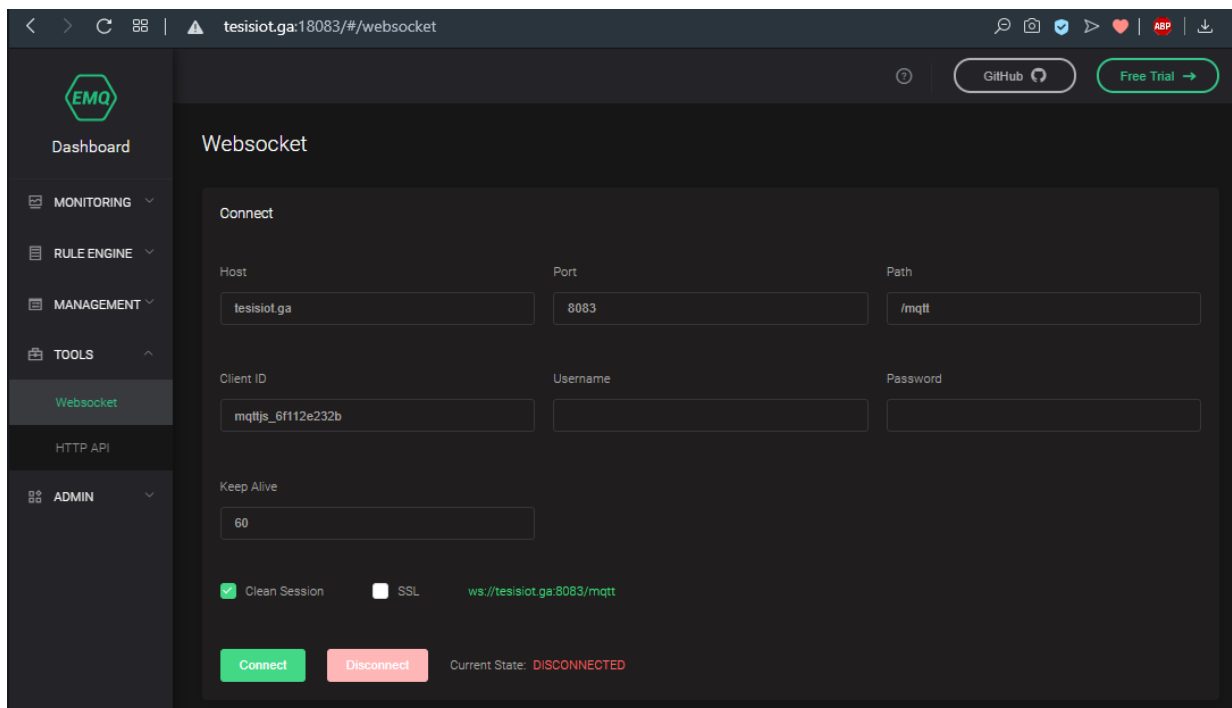 tesisiot.ga:18083/#/websocket
ABP
EMQ
Dashboard
? GitHub Free Trial →
MONITORING
RULE ENGINE
MANAGEMENT
TOOLS
Websocket
HTTP API
ADMIN
Websocket
Connect
Host Port Path
tesisiot.ga 8083 /mqtt
Client ID Username Password
mqttjs_6f112e232b
Keep Alive
60
Clean Session SSL ws://tesisiot.ga:8083/mqtt
Connect Disconnect Current State: DISCONNECTED